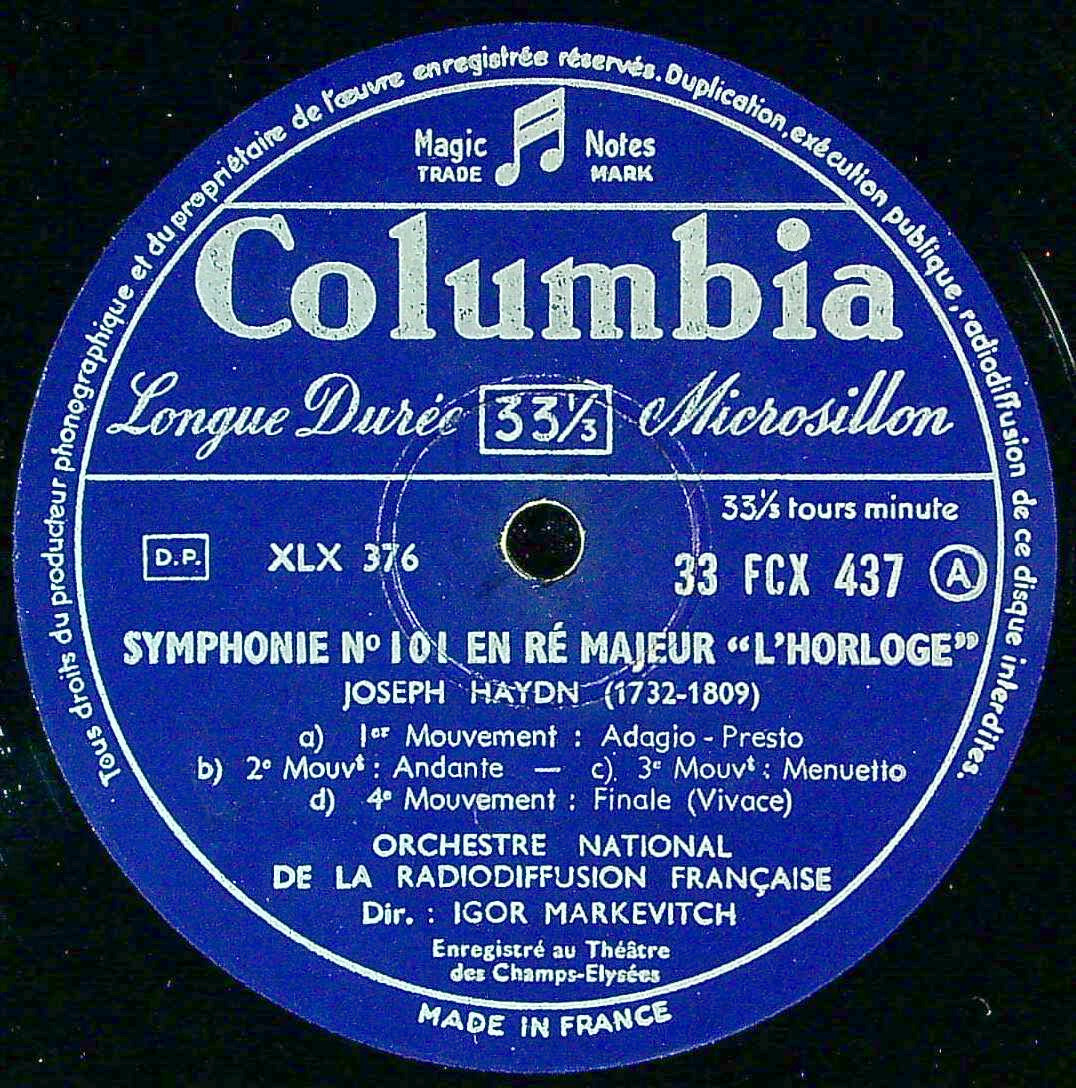 Tous droits du producteur phonographique et du propriétaire de l'œuvre enregistrée réservés. Duplication, exécution publique, radiodiffusion de ce disque interdites.
Magic Notes
TRADE MARK
Columbia
Longue Durée 33 1/3 Microsillon
33 1/3 tours minute
D.P. XLX 376 33 FCX 437 A
SYMPHONIE Nº 101 EN RÉ MAJEUR "L'HORLOGE"
JOSEPH HAYDN (1732-1809)
a) 1er Mouvement : Adagio - Presto
b) 2e Mouvt : Andante — c) 3e Mouvt : Menuetto
d) 4e Mouvement : Finale (Vivace)
ORCHESTRE NATIONAL
DE LA RADIODIFFUSION FRANÇAISE
Dir. : IGOR MARKEVITCH
Enregistré au Théâtre
des Champs-Elysées
MADE IN FRANCE